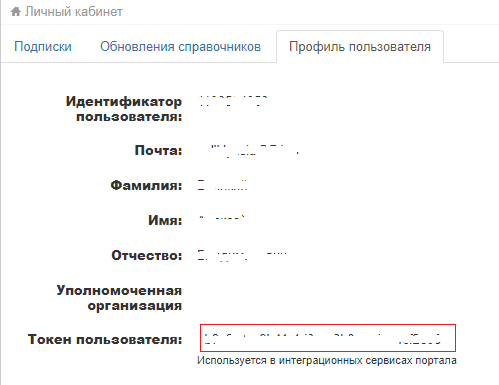 Личный кабинет
Подписки Обновления справочников Профиль пользователя
Идентификатор
пользователя:
Почта:
Фамилия:
Имя:
Отчество:
Уполномоченная
организация
Токен пользователя:
Используется в интеграционных сервисах портала